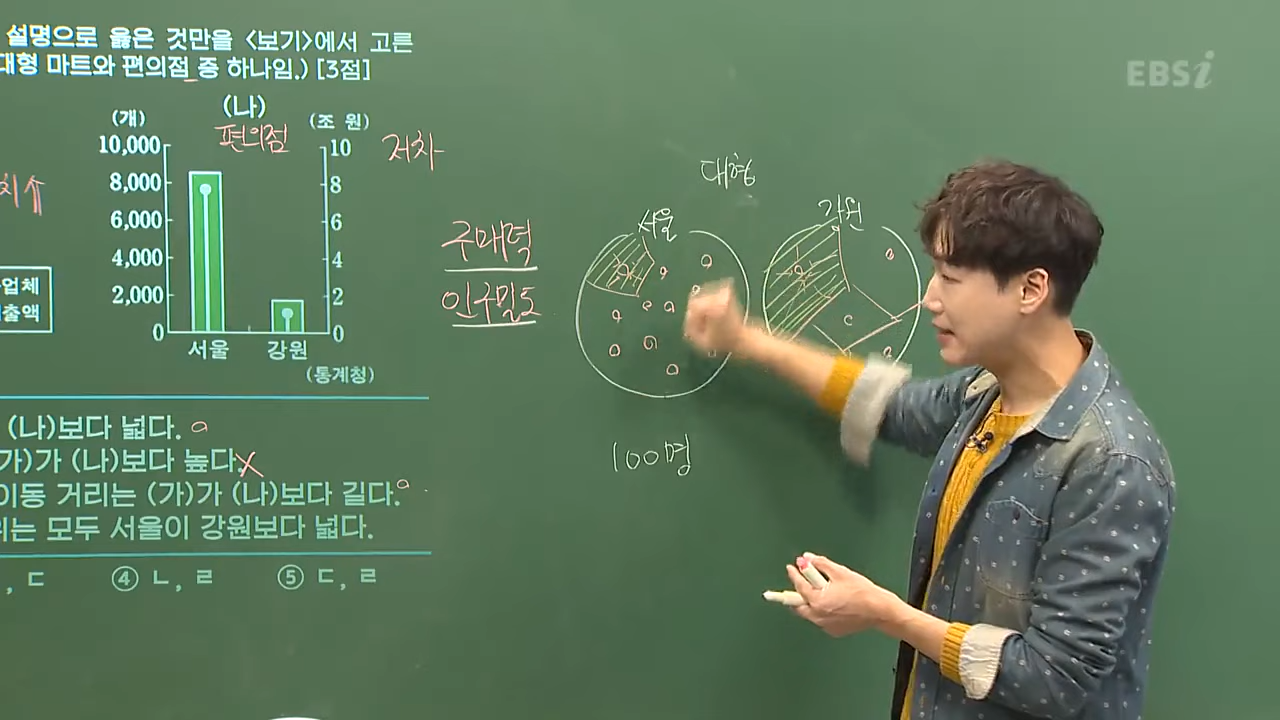 설명으로 옳은 것만을 <보기>에서 고른
대형 마트와 편의점 중 하나임.) [3점]
EBSi
(나)
(개)
편의점
(조 원)
10,000
10
저차
8,000
8
치↑
6,000
6
4,000
4
2,000
2
0
0
서울
강원
(통계청)
업체
출액
대형
서울
강원
구매력
인구밀도
100명
(나)보다 넓다.
가)가 (나)보다 높다.
이동 거리는 (가)가 (나)보다 길다.
위는 모두 서울이 강원보다 넓다.
, ㄷ
④ ㄴ, ㄹ
⑤ ㄷ, ㄹ